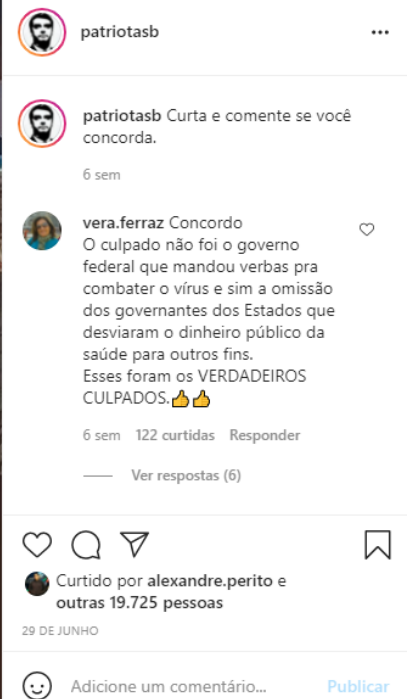 patriotasb
patriotasb Curta e comente se você
concorda.
6 sem
vera.ferraz Concordo
O culpado não foi o governo
federal que mandou verbas pra
combater o vírus e sim a omissão
dos governantes dos Estados que
desviaram o dinheiro público da
saúde para outros fins.
Esses foram os VERDADEIROS
CULPADOS.👍👍
6 sem 122 curtidas Responder
Ver respostas (6)
Curtido por alexandre.perito e
outras 19.725 pessoas
29 DE JUNHO
Adicione um comentário... Publicar